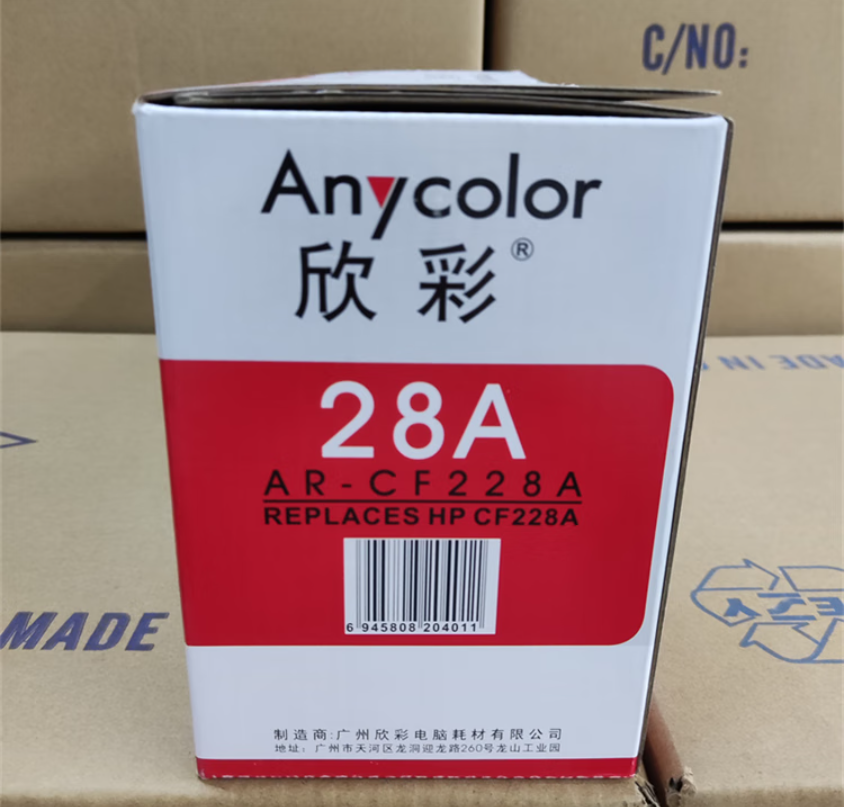 C/NO:
Anycolor
欣彩®
28A
AR-CF228A
REPLACES HP CF228A
6 945808 204011
制造商:广州欣彩电脑耗材有限公司
地址: 广州市天河区龙洞迎龙路260号龙山工业园
MADE IN
MADE